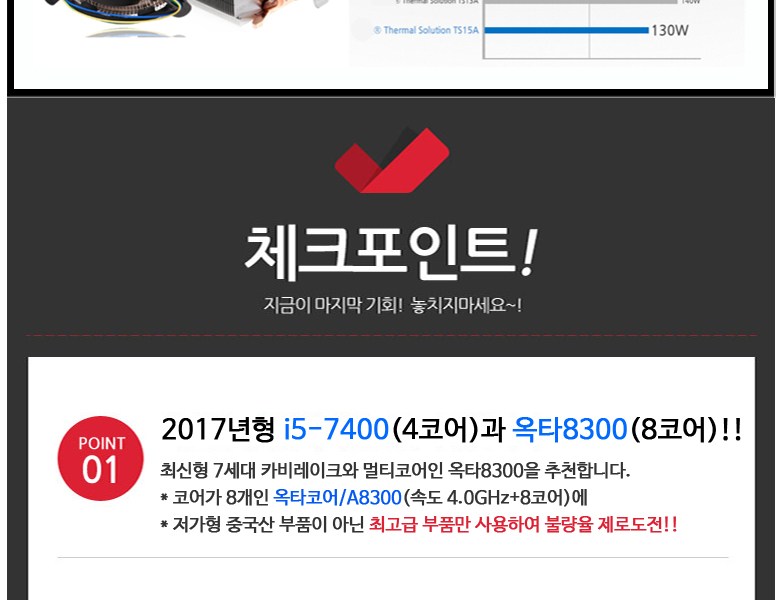 ® Thermal Solution TS13A 140W
® Thermal Solution TS15A 130W
체크포인트!
지금이 마지막 기회! 놓치지마세요~!
POINT
01
2017년형 i5-7400(4코어)과 옥타8300(8코어)!!
최신형 7세대 카비레이크와 멀티코어인 옥타8300을 추천합니다.
* 코어가 8개인 옥타코어/A8300(속도 4.0GHz+8코어)에
* 저가형 중국산 부품이 아닌 최고급 부품만 사용하여 불량율 제로도전!!